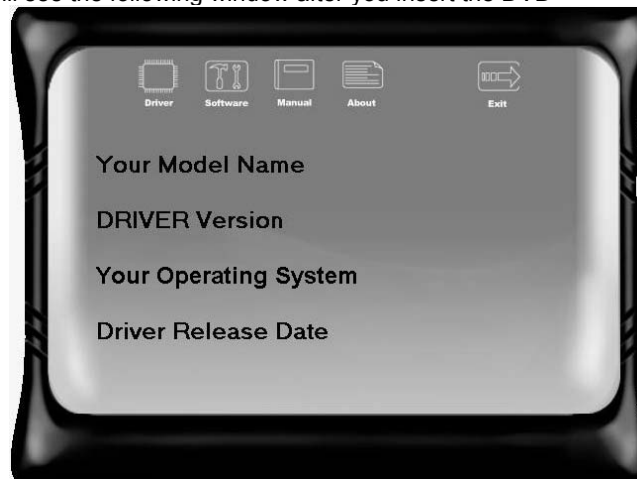 see the following window after you insert the DVD
Driver Software Manual About Exit
Your Model Name
DRIVER Version
Your Operating System
Driver Release Date